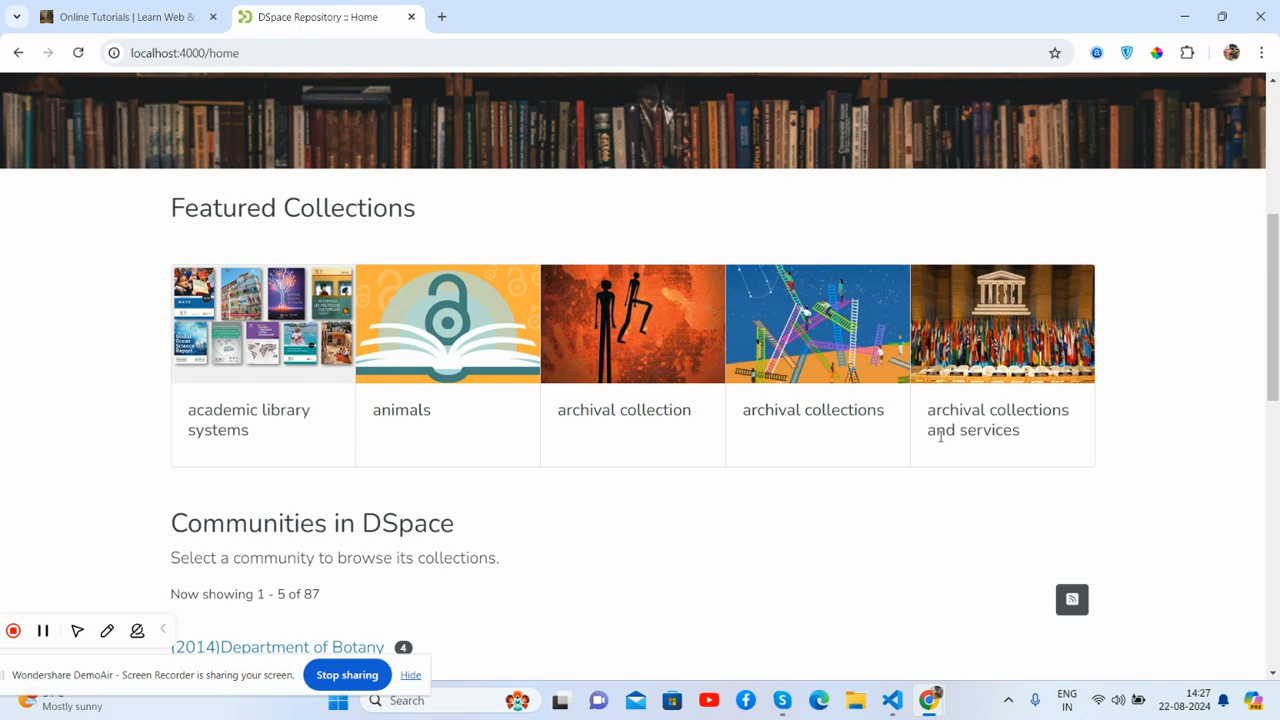 Online Tutorials | Learn Web &
DSpace Repository :: Home
localhost:4000/home
Featured Collections
academic library
systems
animals
archival collection
archival collections
archival collections
and services
Communities in DSpace
Select a community to browse its collections.
Now showing 1 - 5 of 87
(2014)Department of Botany 4
Wondershare DemoAir - Screen Recorder is sharing your screen.
Stop sharing
Hide
Mostly sunny
Search
ENG
IN
14:27
22-08-2024